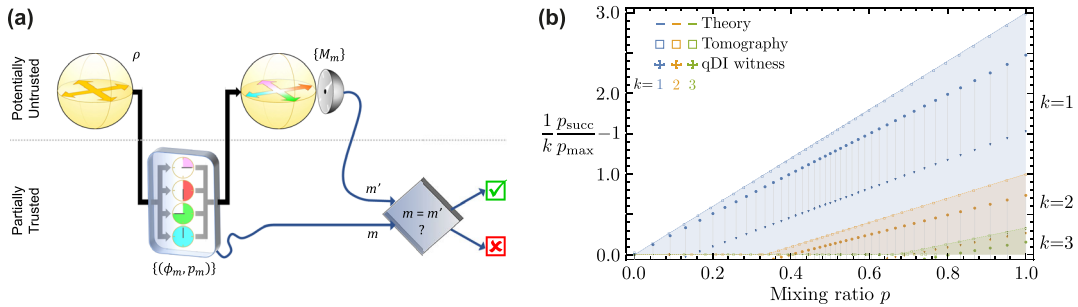 (a)
Potentially
Untrusted
Partially
Trusted
ρ
{M_m}
{(ϕ_m, p_m)}
m′
m
m = m′
?
(b)
3.0
2.0
1.0
0.0
1/k p_succ/p_max −1
Theory
Tomography
qDI witness
k= 1 2 3
k=1
k=2
k=3
0.0 0.2 0.4 0.6 0.8 1.0
Mixing ratio p